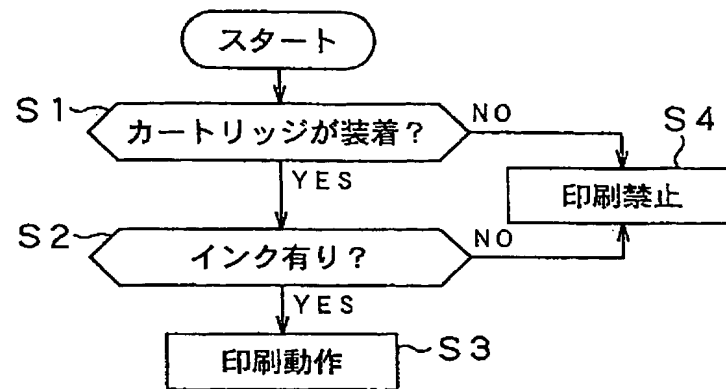 スタート
S1
カートリッジが装着?
NO
S4
YES
印刷禁止
S2
インク有り?
NO
YES
印刷動作
S3